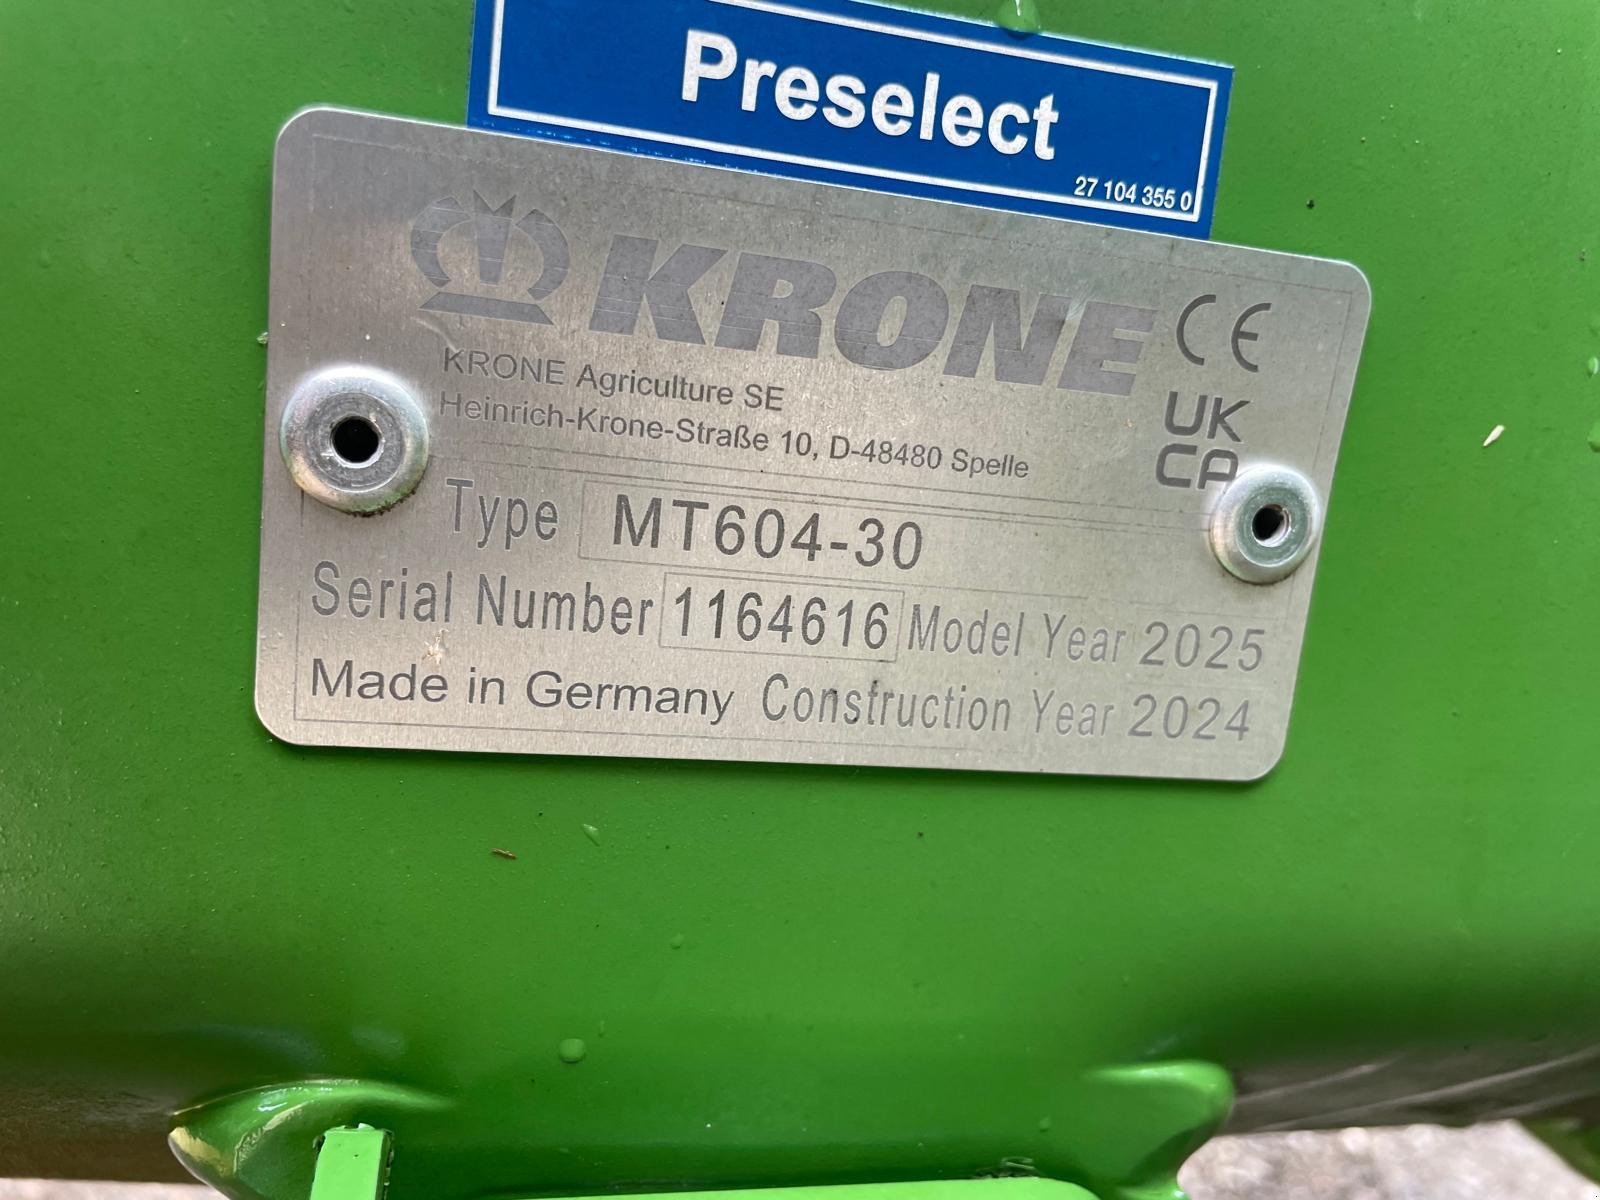 Preselect
27 104 355 0
KRONE
CE
KRONE Agriculture SE
Heinrich-Krone-Straße 10, D-48480 Spelle
UK
CA
Type MT604-30
Serial Number 1164616 Model Year 2025
Made in Germany Construction Year 2024